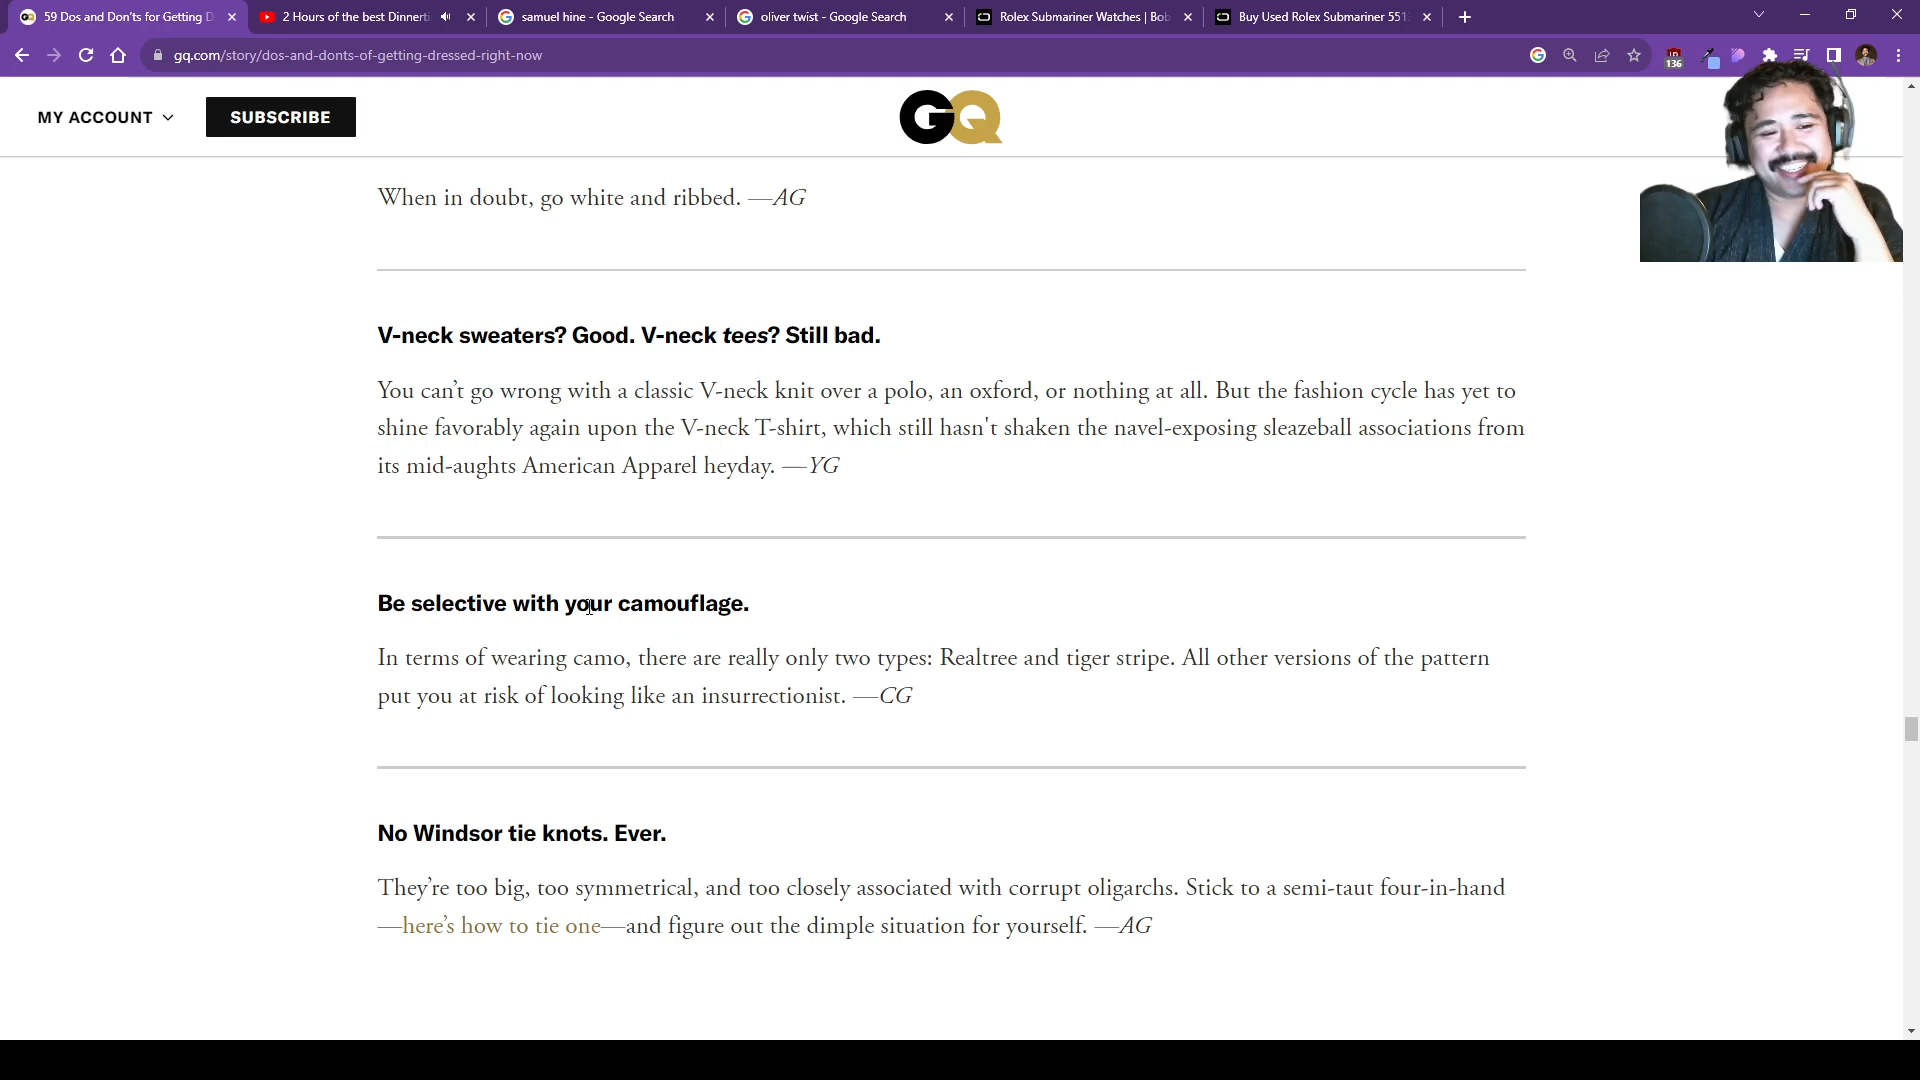 59 Dos and Don'ts for Getting D
2 Hours of the best Dinnerti
samuel hine - Google Search
oliver twist - Google Search
Rolex Submariner Watches | Bob
Buy Used Rolex Submariner 551
gq.com/story/dos-and-donts-of-getting-dressed-right-now
136
MY ACCOUNT
SUBSCRIBE
GQ
When in doubt, go white and ribbed. —AG
V-neck sweaters? Good. V-neck tees? Still bad.
You can’t go wrong with a classic V-neck knit over a polo, an oxford, or nothing at all. But the fashion cycle has yet to
shine favorably again upon the V-neck T-shirt, which still hasn't shaken the navel-exposing sleazeball associations from
its mid-aughts American Apparel heyday. —YG
Be selective with your camouflage.
In terms of wearing camo, there are really only two types: Realtree and tiger stripe. All other versions of the pattern
put you at risk of looking like an insurrectionist. —CG
No Windsor tie knots. Ever.
They’re too big, too symmetrical, and too closely associated with corrupt oligarchs. Stick to a semi-taut four-in-hand
—here’s how to tie one—and figure out the dimple situation for yourself. —AG